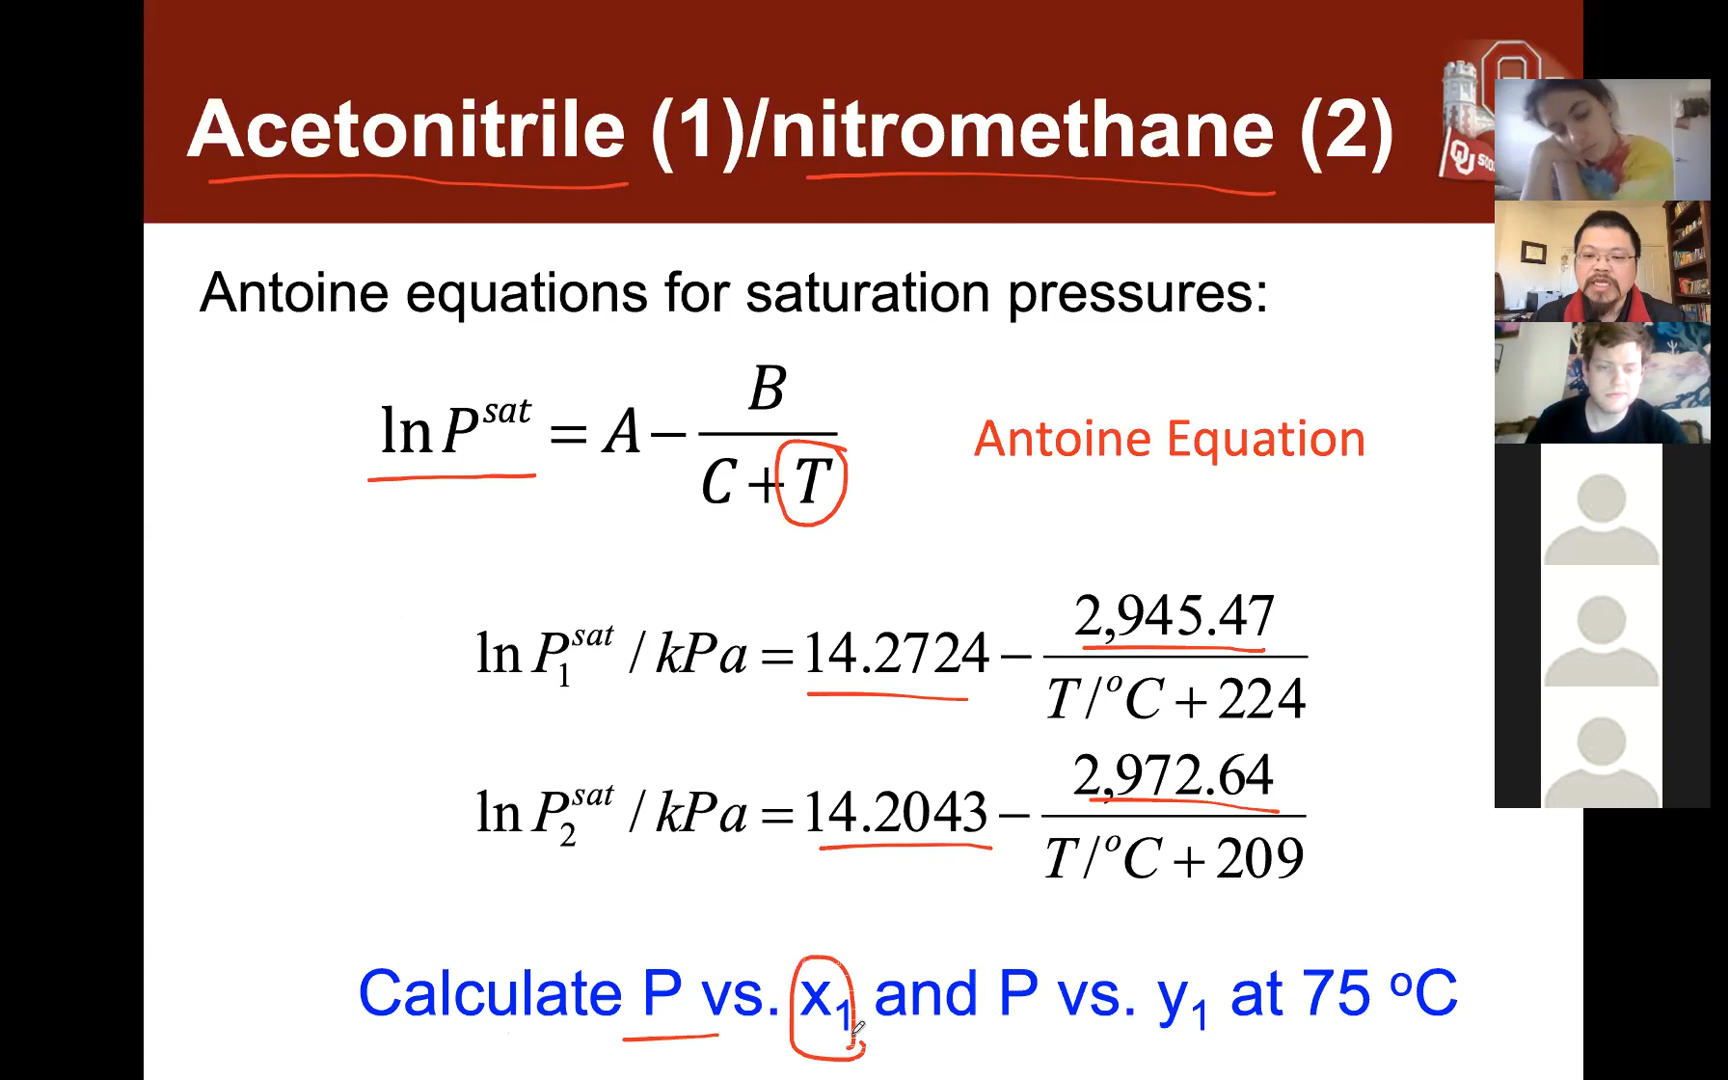 Acetonitrile (1)/nitromethane (2)
OU
Antoine equations for saturation pressures:
ln P^sat = A − B / (C + T)
Antoine Equation
ln P₁^sat / kPa = 14.2724 − 2,945.47 / (T/°C + 224)
ln P₂^sat / kPa = 14.2043 − 2,972.64 / (T/°C + 209)
Calculate P vs. x₁ and P vs. y₁ at 75 °C